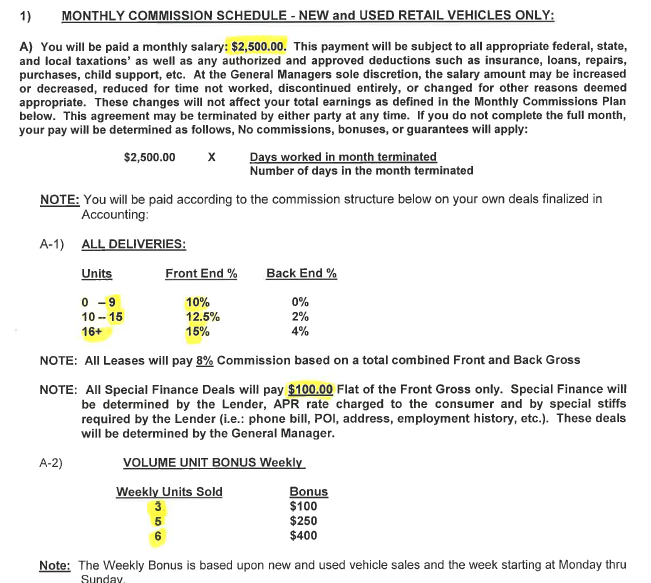 1) MONTHLY COMMISSION SCHEDULE - NEW and USED RETAIL VEHICLES ONLY:
A) You will be paid a monthly salary: $2,500.00. This payment will be subject to all appropriate federal, state,
and local taxations' as well as any authorized and approved deductions such as insurance, loans, repairs,
purchases, child support, etc. At the General Managers sole discretion, the salary amount may be increased
or decreased, reduced for time not worked, discontinued entirely, or changed for other reasons deemed
appropriate. These changes will not affect your total earnings as defined in the Monthly Commissions Plan
below. This agreement may be terminated by either party at any time. If you do not complete the full month,
your pay will be determined as follows, No commissions, bonuses, or guarantees will apply:
$2,500.00 X Days worked in month terminated
Number of days in the month terminated
NOTE: You will be paid according to the commission structure below on your own deals finalized in
Accounting:
A-1) ALL DELIVERIES:
Units Front End % Back End %
0 - 9 10% 0%
10 - 15 12.5% 2%
16+ 15% 4%
NOTE: All Leases will pay 8% Commission based on a total combined Front and Back Gross
NOTE: All Special Finance Deals will pay $100.00 Flat of the Front Gross only. Special Finance will
be determined by the Lender, APR rate charged to the consumer and by special stiffs
required by the Lender (i.e.: phone bill, POI, address, employment history, etc.). These deals
will be determined by the General Manager.
A-2) VOLUME UNIT BONUS Weekly
Weekly Units Sold Bonus
3 $100
5 $250
6 $400
Note: The Weekly Bonus is based upon new and used vehicle sales and the week starting at Monday thru
Sunday.